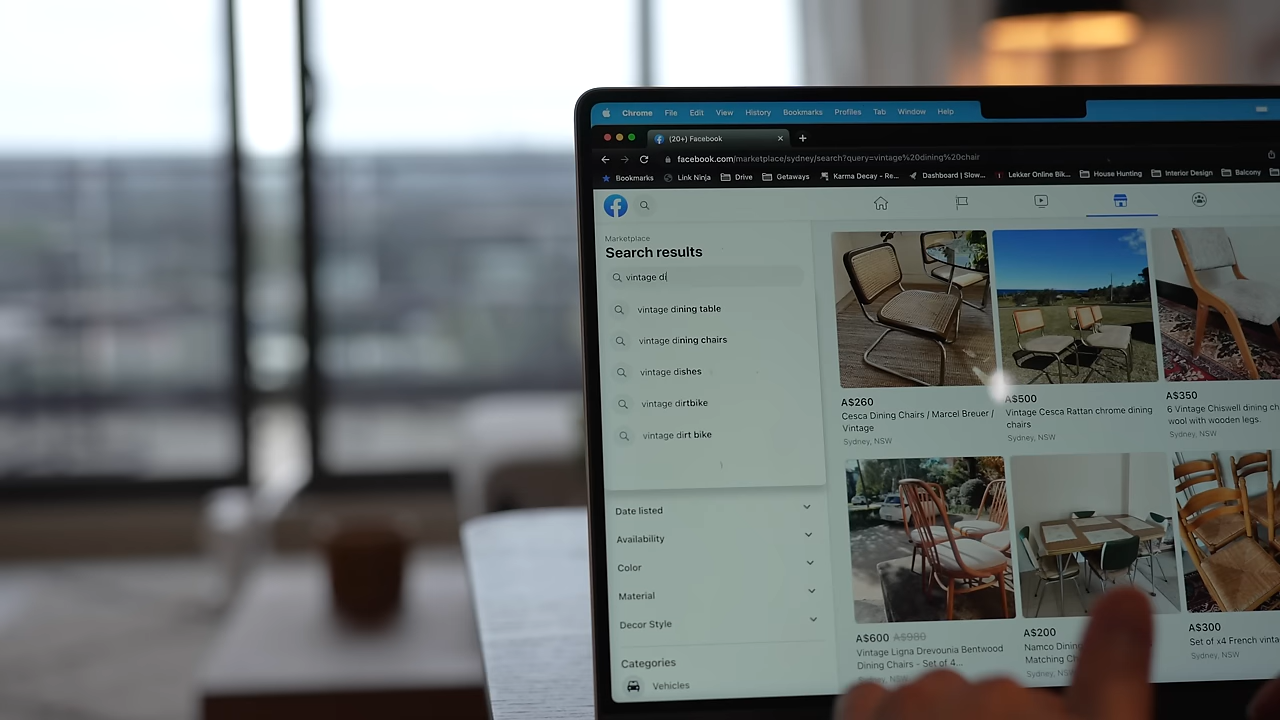 Chrome File Edit View History Bookmarks Profiles Tab Window Help
(20+) Facebook
facebook.com/marketplace/sydney/search?query=vintage%20dining%20chair
Bookmarks Link Ninja Drive Getaways Karma Decay - Re... Dashboard | Slow... Lekker Online Bik... House Hunting Interior Design Balcony
Marketplace
Search results
vintage di
vintage dining table
vintage dining chairs
vintage dishes
vintage dirtbike
vintage dirt bike
Date listed
Availability
Color
Material
Decor Style
Categories
Vehicles
A$260
Cesca Dining Chairs / Marcel Breuer /
Vintage
Sydney, NSW
A$500
Vintage Cesca Rattan chrome dining
chairs
Sydney, NSW
A$350
6 Vintage Chiswell dining ch
wool with wooden legs.
Sydney, NSW
A$600 A$980
Vintage Ligna Drevounia Bentwood
Dining Chairs - Set of 4...
Sydney, NSW
A$200
Namco Dining
Matching Ch
Sydney, NS
A$300
Set of x4 French vinta
Sydney, NSW